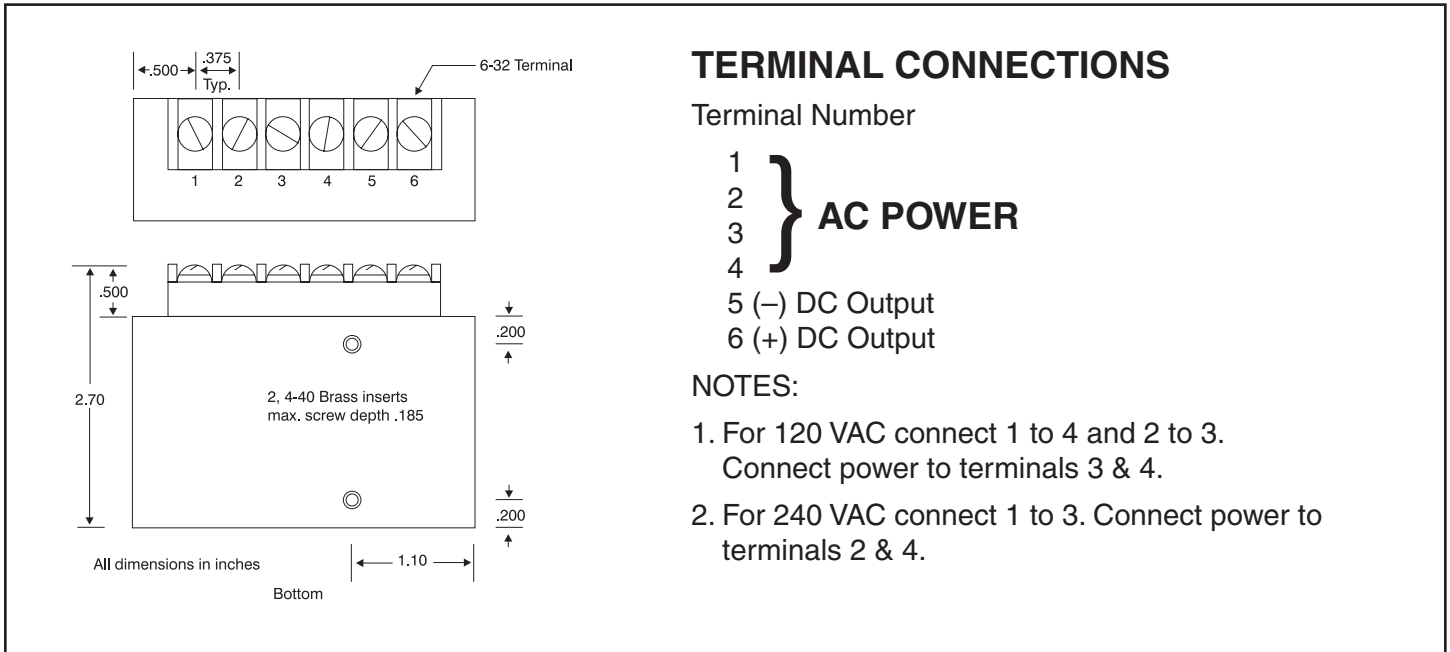 .500
.375
Typ.
6-32 Terminal
1 2 3 4 5 6
.500
.200
2.70
2, 4-40 Brass inserts
max. screw depth .185
.200
All dimensions in inches
1.10
Bottom
TERMINAL CONNECTIONS
Terminal Number
1
2
3
4
} AC POWER
5 (–) DC Output
6 (+) DC Output
NOTES:
1. For 120 VAC connect 1 to 4 and 2 to 3.
Connect power to terminals 3 & 4.
2. For 240 VAC connect 1 to 3. Connect power to
terminals 2 & 4.